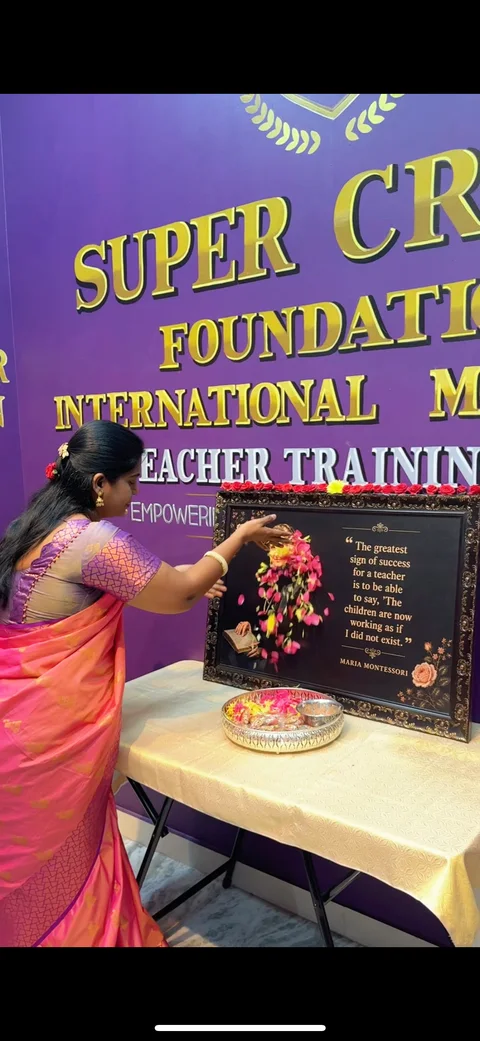 SUPER CR
FOUNDATIO
INTERNATIONAL M
TEACHER TRAININ
EMPOWERI
R
N
“The greatest
sign of success
for a teacher
is to be able
to say, 'The
children are now
working as if
I did not exist.”
MARIA MONTESSORI